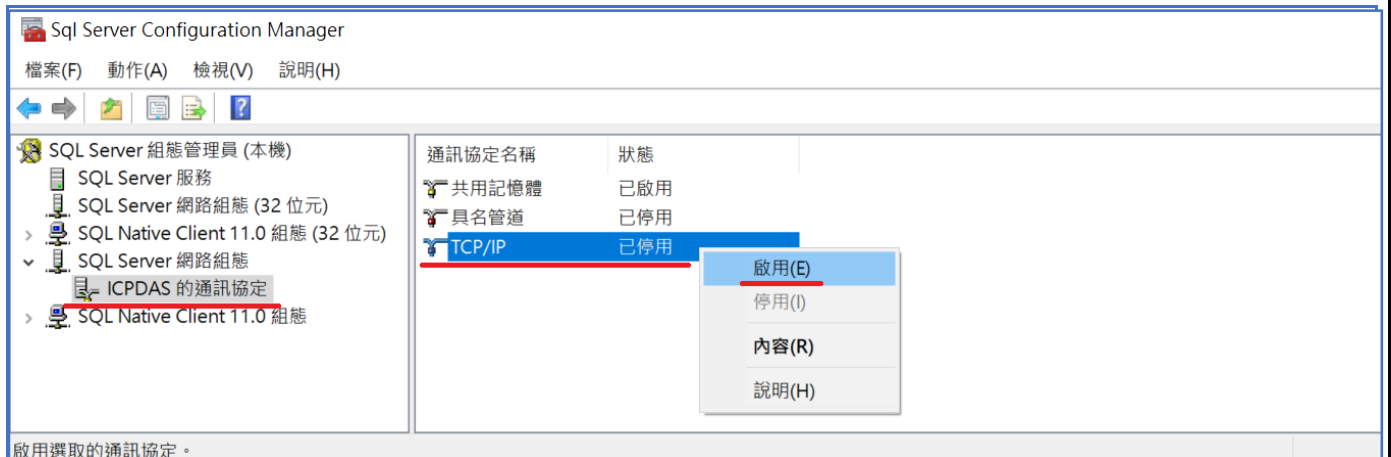 Sql Server Configuration Manager
檔案(F) 動作(A) 檢視(V) 說明(H)
SQL Server 組態管理員 (本機)
SQL Server 服務
SQL Server 網路組態 (32 位元)
SQL Native Client 11.0 組態 (32 位元)
SQL Server 網路組態
ICPDAS 的通訊協定
SQL Native Client 11.0 組態
通訊協定名稱 狀態
共用記憶體 已啟用
具名管道 已停用
TCP/IP 已停用
啟用(E)
停用(I)
內容(R)
說明(H)
啟用選取的通訊協定。